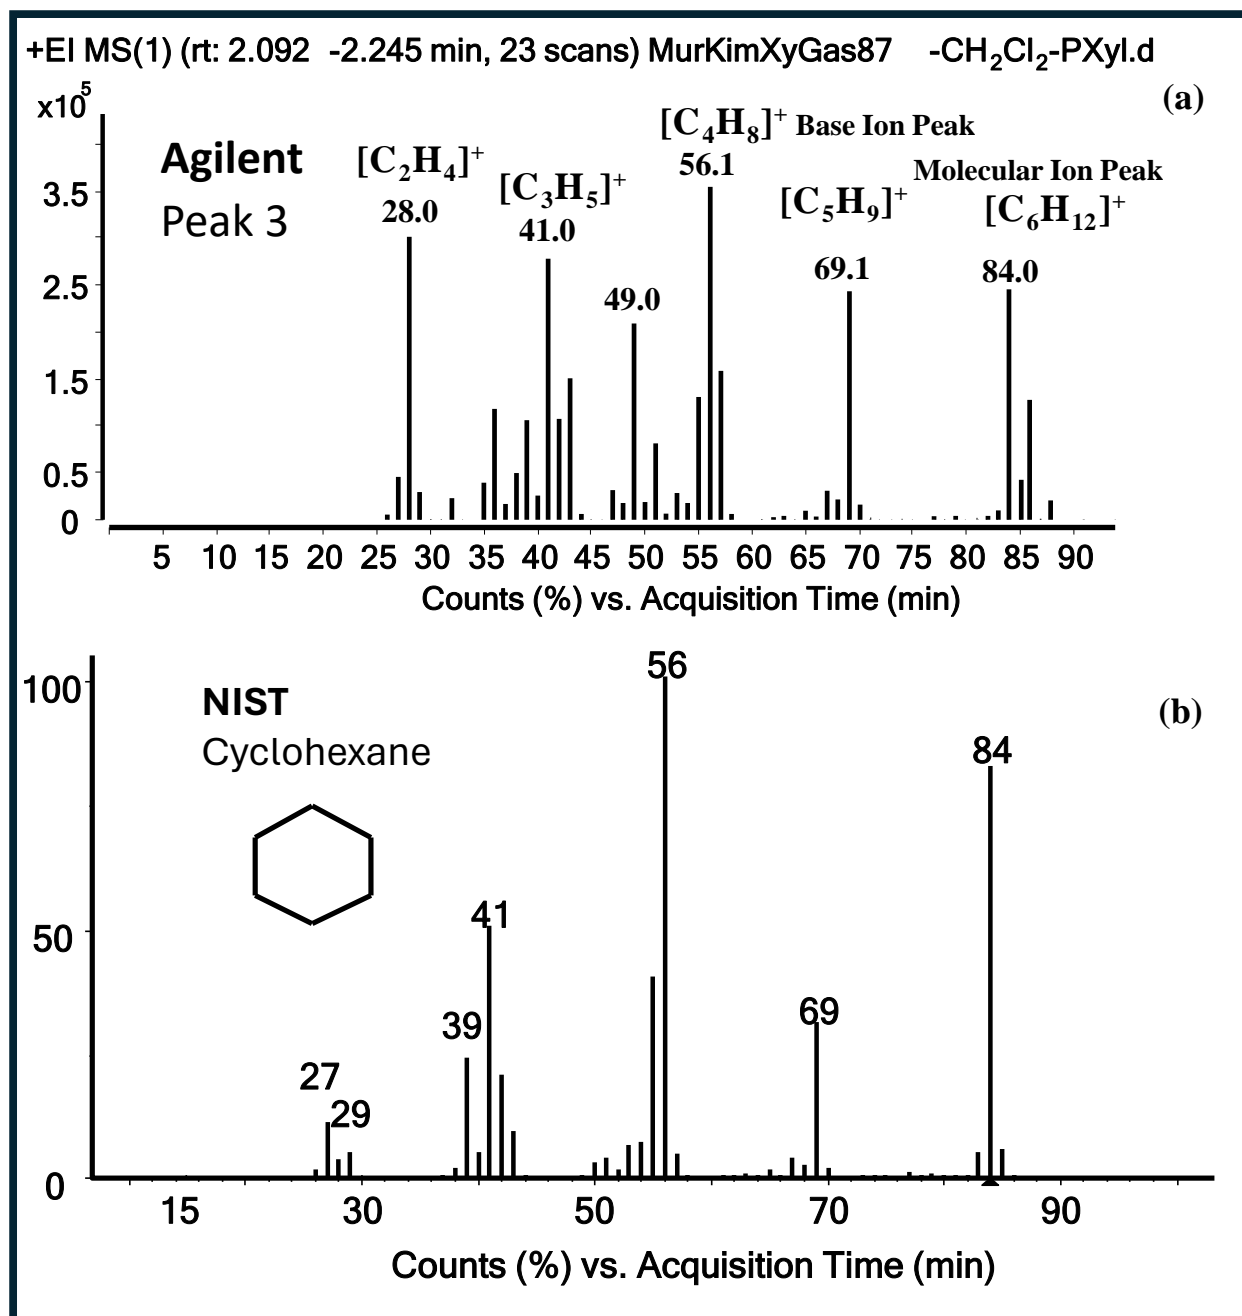 +EI MS(1) (rt: 2.092 -2.245 min, 23 scans) MurKimXyGas87 -CH₂Cl₂-PXyl.d
(a)
x10⁵
Agilent
Peak 3
[C₂H₄]⁺
28.0
[C₃H₅]⁺
41.0
49.0
[C₄H₈]⁺ Base Ion Peak
56.1
[C₅H₉]⁺
69.1
Molecular Ion Peak
[C₆H₁₂]⁺
84.0
3.5
2.5
1.5
0.5
0
5 10 15 20 25 30 35 40 45 50 55 60 65 70 75 80 85 90
Counts (%) vs. Acquisition Time (min)
(b)
NIST
Cyclohexane
100
50
0
27
29
39
41
56
69
84
15 30 50 70 90
Counts (%) vs. Acquisition Time (min)